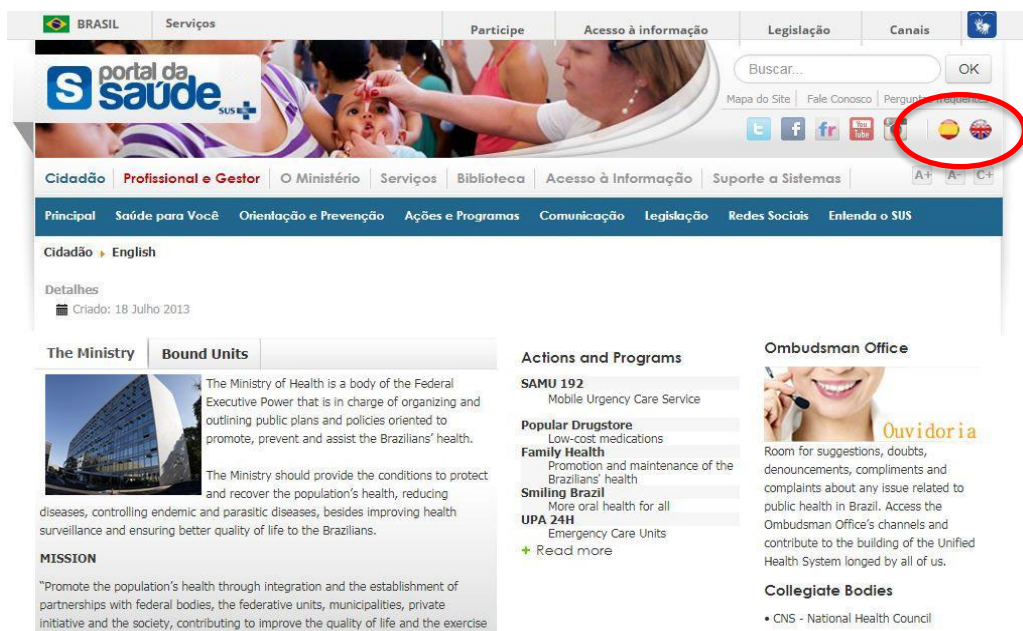 BRASIL Serviços Participe Acesso à informação Legislação Canais
S portal da saúde SUS
Buscar... OK
Mapa do Site Fale Conosco Perguntas frequentes
t f fr You Tube
Cidadão Profissional e Gestor O Ministério Serviços Biblioteca Acesso à Informação Suporte a Sistemas A+ A- C+
Principal Saúde para Você Orientação e Prevenção Ações e Programas Comunicação Legislação Redes Sociais Entenda o SUS
Cidadão English
Detalhes
Criado: 18 Julho 2013
The Ministry Bound Units
The Ministry of Health is a body of the Federal
Executive Power that is in charge of organizing and
outlining public plans and policies oriented to
promote, prevent and assist the Brazilians' health.
The Ministry should provide the conditions to protect
and recover the population's health, reducing
diseases, controlling endemic and parasitic diseases, besides improving health
surveillance and ensuring better quality of life to the Brazilians.
MISSION
"Promote the population's health through integration and the establishment of
partnerships with federal bodies, the federative units, municipalities, private
initiative and the society, contributing to improve the quality of life and the exercise
Actions and Programs
SAMU 192
Mobile Urgency Care Service
Popular Drugstore
Low-cost medications
Family Health
Promotion and maintenance of the
Brazilians' health
Smiling Brazil
More oral health for all
UPA 24H
Emergency Care Units
+ Read more
Ombudsman Office
Ouvidoria
Room for suggestions, doubts,
denouncements, compliments and
complaints about any issue related to
public health in Brazil. Access the
Ombudsman Office's channels and
contribute to the building of the Unified
Health System longed by all of us.
Collegiate Bodies
• CNS - National Health Council